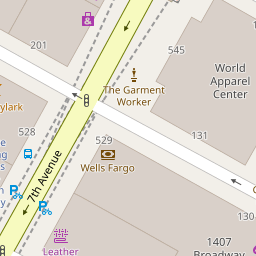 201
545
The Garment
Worker
World
Apparel
Center
ylark
528
529
131
Wells Fargo
7th Avenue
1407
Broadway
Leather